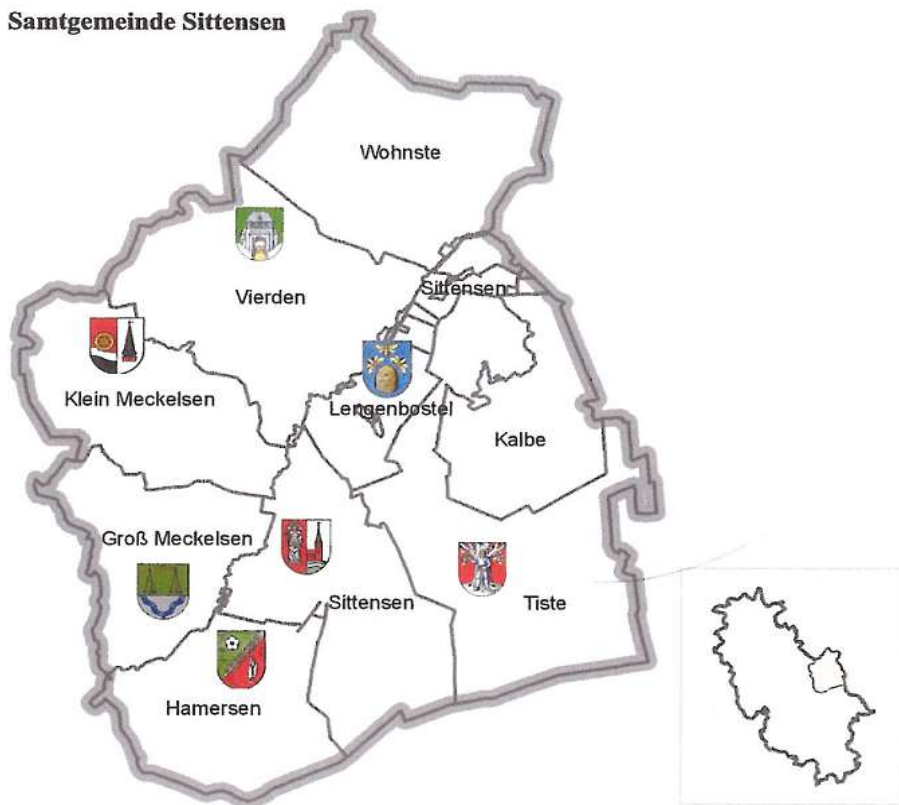 Samtgemeinde Sittensen
Wohnste
Sittensen
Vierden
Klein Meckelsen
Lengenbostel
Kalbe
Groß Meckelsen
Sittensen
Tiste
Hamersen